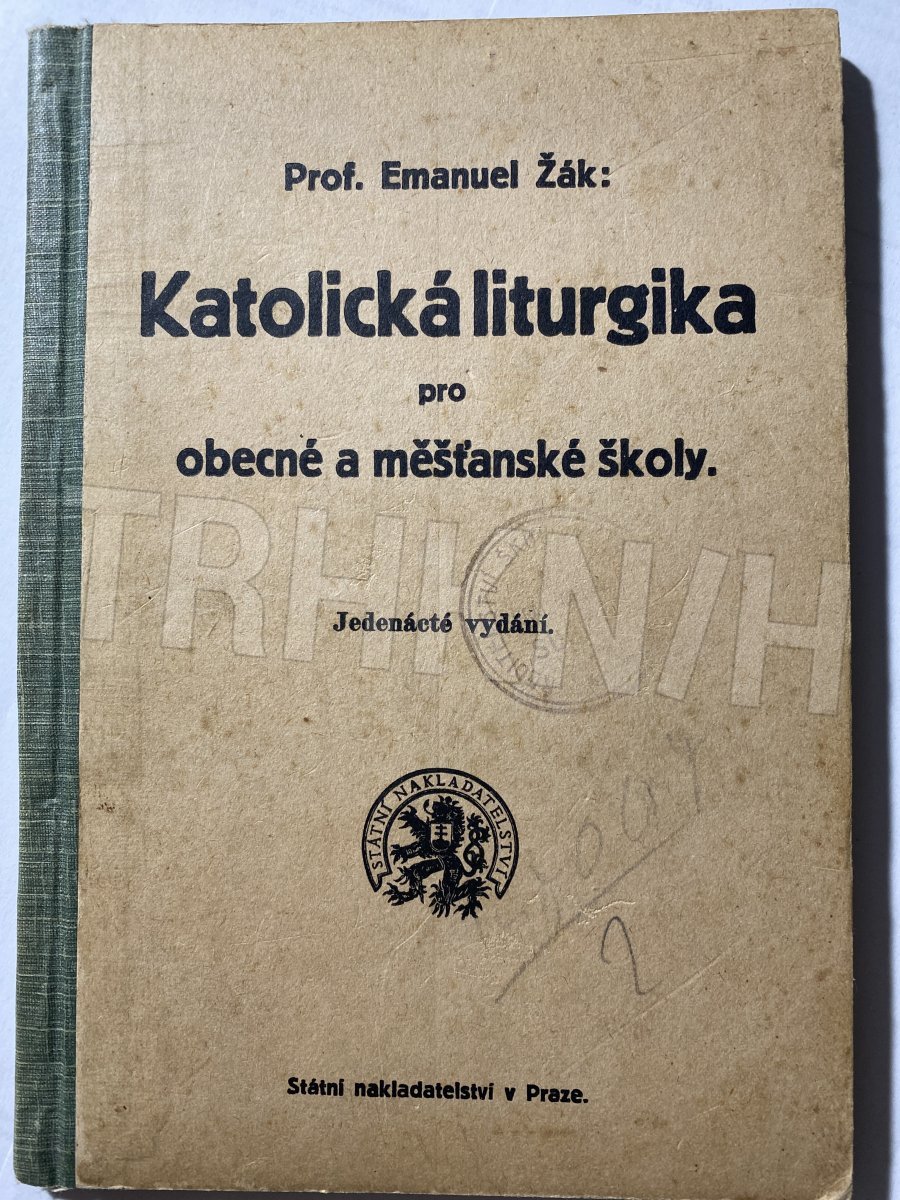 Prof. Emanuel Žák:
Katolická liturgika
pro
obecné a měšťanské školy.
Jedenácté vydání.
STÁTNÍ NAKLADATELSTVÍ
Státní nakladatelství v Praze.